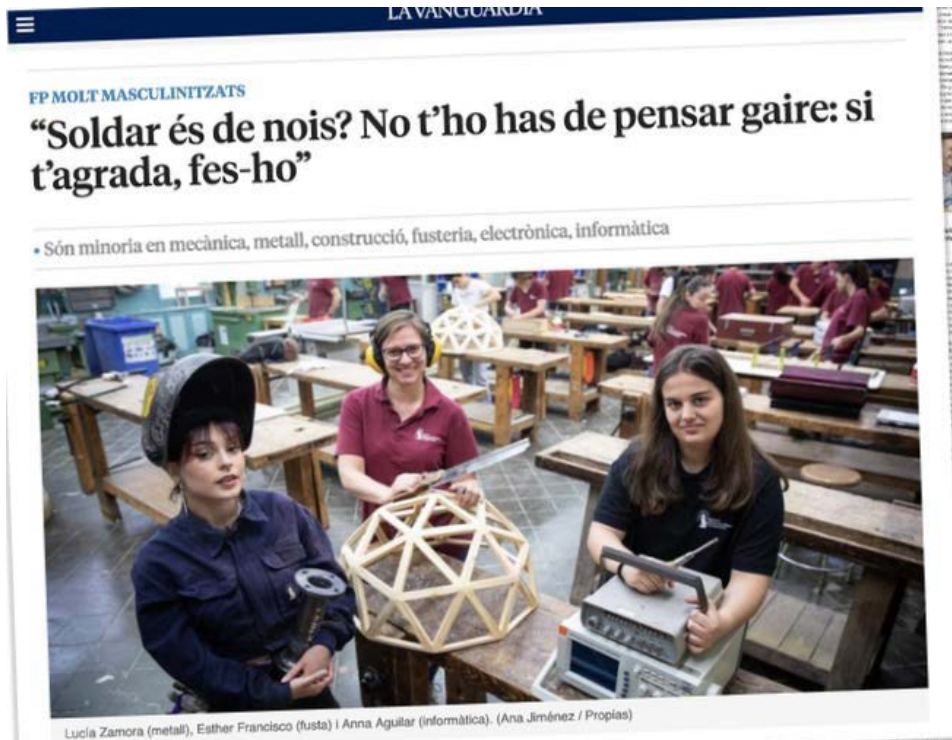 LA VANGUARDIA
FP MOLT MASCULINITZATS
“Soldar és de nois? No t’ho has de pensar gaire: si
t’agrada, fes-ho”
• Són minoria en mecànica, metall, construcció, fusteria, electrònica, informàtica
Lucía Zamora (metall), Esther Francisco (fusta) i Anna Aguilar (informàtica). (Ana Jiménez / Propias)